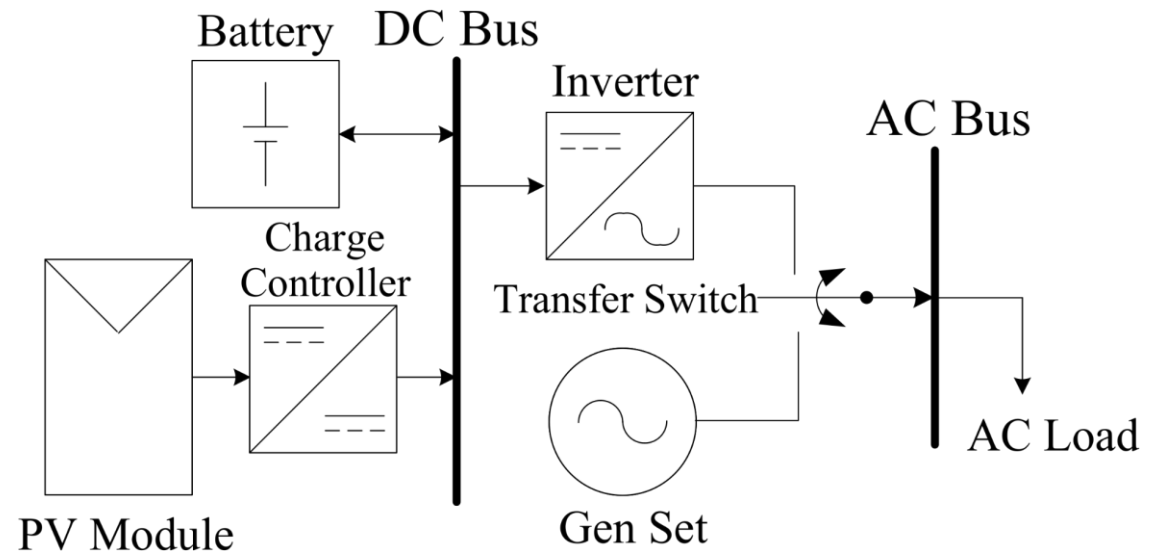 Battery
DC Bus
Inverter
AC Bus
Charge
Controller
Transfer Switch
AC Load
PV Module
Gen Set